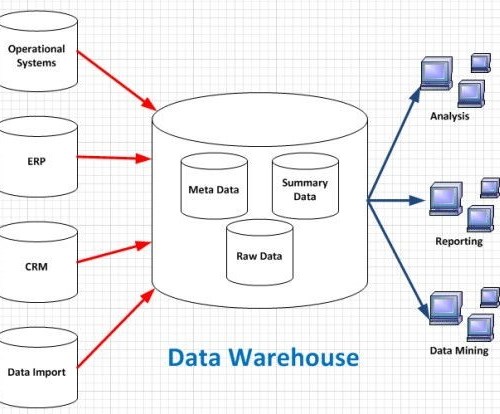 Operational
Systems
ERP
CRM
Data Import
Meta Data
Summary
Data
Raw Data
Data Warehouse
Analysis
Reporting
Data Mining